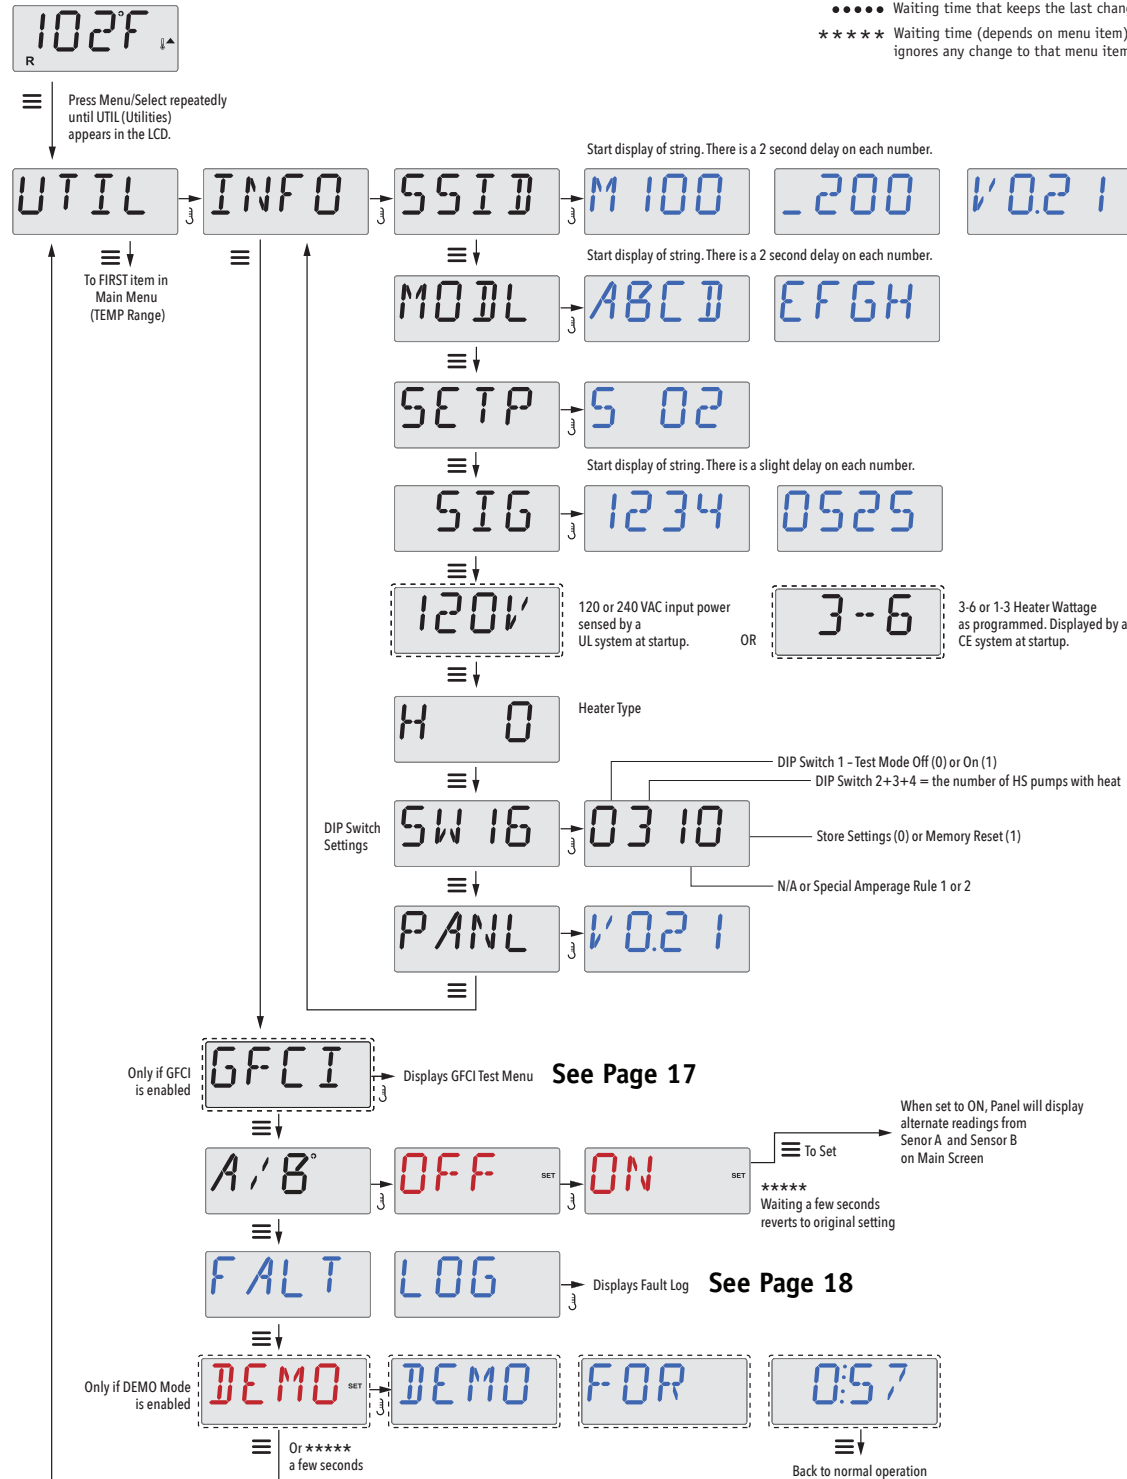 ••••• Waiting time that keeps the last
***** Waiting time (depends on menu item)
ignores any change to that menu
102°F
R
Press Menu/Select repeatedly
until UTIL (Utilities)
appears in the LCD.
Start display of string. There is a 2 second delay on each number.
UTIL INFO SSID M100 _200 V0.21
To FIRST item in
Main Menu
(TEMP Range)
Start display of string. There is a 2 second delay on each number.
MODL ABCD EFGH
SETP S 02
Start display of string. There is a slight delay on each number.
SIG 1234 0525
120V
120 or 240 VAC input power
sensed by a
UL system at startup.
OR
3-6
3-6 or 1-3 Heater Wattage
as programmed. Displayed by a
CE system at startup.
H 0
Heater Type
DIP Switch 1 – Test Mode Off (0) or On (1)
DIP Switch 2+3+4 = the number of HS pumps with heat
DIP Switch
Settings
SW16 0310
Store Settings (0) or Memory Reset (1)
N/A or Special Amperage Rule 1 or 2
PANL V0.21
Only if GFCI
is enabled
GFCI
Displays GFCI Test Menu See Page 17
When set to ON, Panel will display
alternate readings from
Senor A and Sensor B
on Main Screen
A/B° OFF SET ON SET
To Set
*****
Waiting a few seconds
reverts to original setting
FALT LOG
Displays Fault Log See Page 18
Only if DEMO Mode
is enabled
DEMO SET DEMO FOR 0:57
Or *****
a few seconds
Back to normal operation